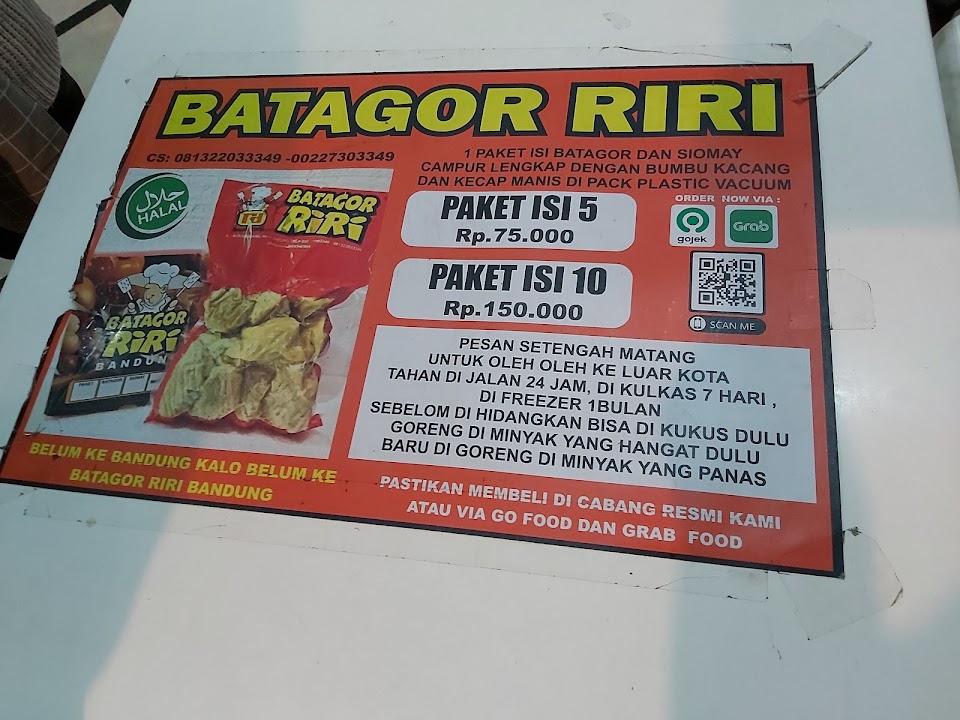 BATAGOR RIRI
CS: 081322033349 -00227303349
1 PAKET ISI BATAGOR DAN SIOMAY
CAMPUR LENGKAP DENGAN BUMBU KACANG
DAN KECAP MANIS DI PACK PLASTIC VACUUM
حلال
HALAL
BATAGOR
RiRi
BATAGOR
RiRi
BANDUNG
PAKET ISI 5
Rp.75.000
PAKET ISI 10
Rp.150.000
ORDER NOW VIA :
gojek
Grab
SCAN ME
PESAN SETENGAH MATANG
UNTUK OLEH OLEH KE LUAR KOTA
TAHAN DI JALAN 24 JAM, DI KULKAS 7 HARI ,
DI FREEZER 1BULAN
SEBELOM DI HIDANGKAN BISA DI KUKUS DULU
GORENG DI MINYAK YANG HANGAT DULU
BARU DI GORENG DI MINYAK YANG PANAS
BELUM KE BANDUNG KALO BELUM KE
BATAGOR RIRI BANDUNG
PASTIKAN MEMBELI DI CABANG RESMI KAMI
ATAU VIA GO FOOD DAN GRAB FOOD